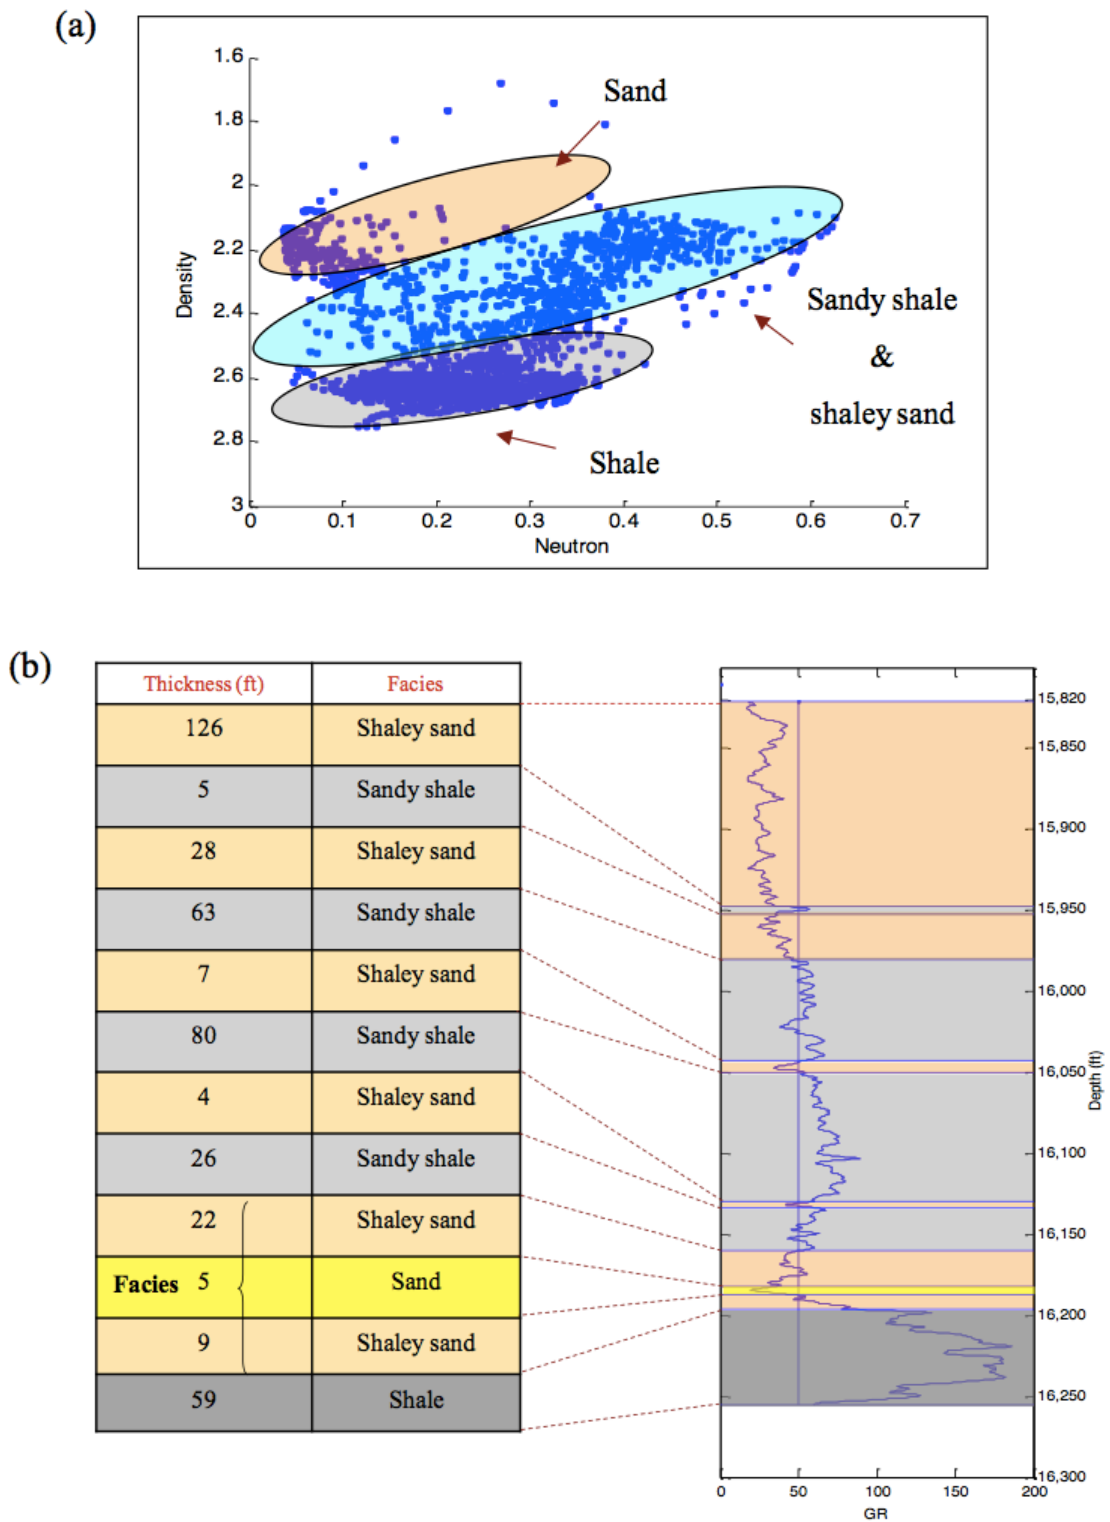 (a)
1.6
1.8
2
2.2
2.4
2.6
2.8
3
Density
0 0.1 0.2 0.3 0.4 0.5 0.6 0.7
Neutron
Sand
Sandy shale
&
shaley sand
Shale
(b)
Thickness (ft) Facies
126 Shaley sand
5 Sandy shale
28 Shaley sand
63 Sandy shale
7 Shaley sand
80 Sandy shale
4 Shaley sand
26 Sandy shale
22 Shaley sand
Facies 5 Sand
9 Shaley sand
59 Shale
15,820
15,850
15,900
15,950
16,000
16,050
16,100
16,150
16,200
16,250
16,300
Depth (ft)
0 50 100 150 200
GR